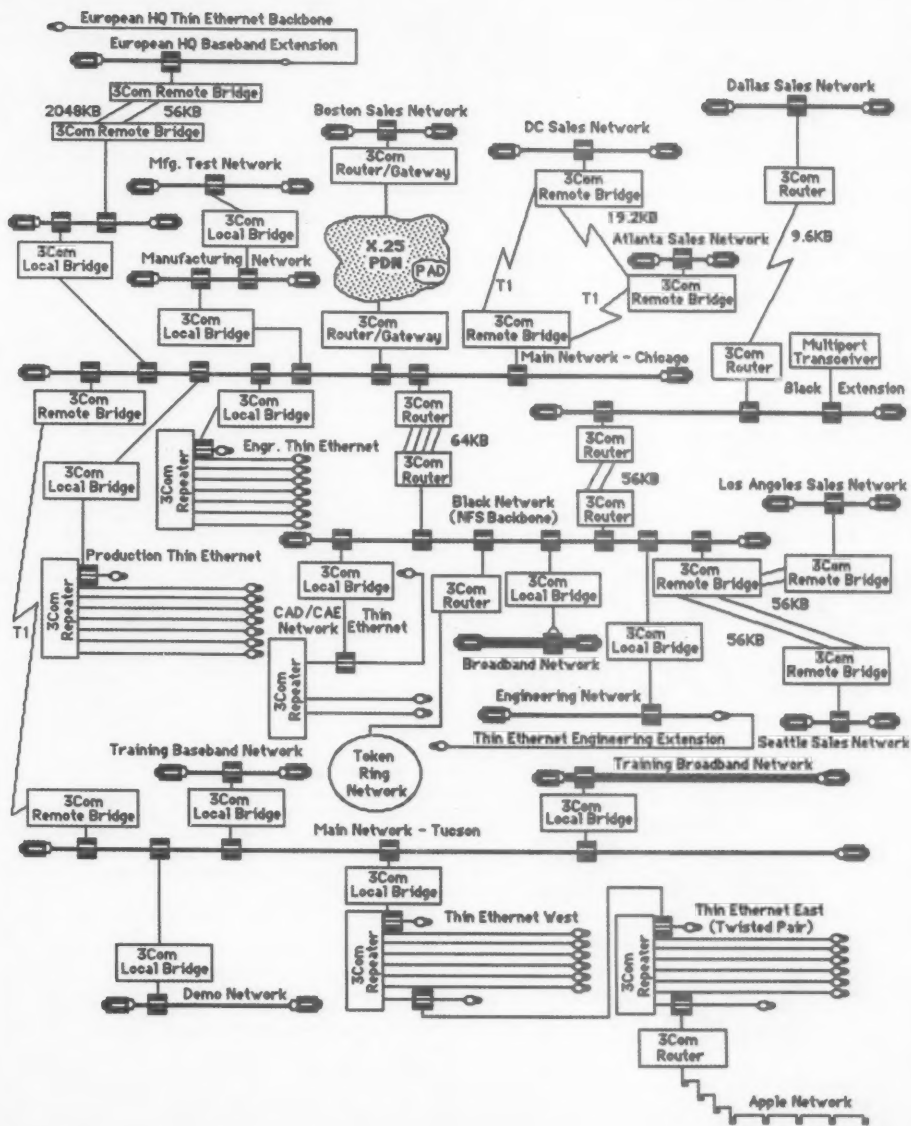 European HQ Thin Ethernet Backbone
European HQ Baseband Extension
3Com Remote Bridge
2048KB
56KB
3Com Remote Bridge
Boston Sales Network
3Com
Router/Gateway
Dallas Sales Network
DC Sales Network
3Com
Router
Mfg. Test Network
3Com
Remote Bridge
19.2KB
9.6KB
3Com
Local Bridge
3Com
Local Bridge
X.25
PDN
PAD
Atlanta Sales Network
Manufacturing Network
T1
T1
3Com
Remote Bridge
3Com
Local Bridge
3Com
Router/Gateway
3Com
Remote Bridge
3Com
Router
Multiport
Transceiver
Main Network - Chicago
Black Extension
3Com
Remote Bridge
3Com
Local Bridge
3Com
Router
64KB
3Com
Router
Engr. Thin Ethernet
3Com
Router
56KB
3Com
Router
3Com
Local Bridge
3Com
Repeater
Black Network
(NFS Backbone)
Los Angeles Sales Network
Production Thin Ethernet
3Com
Local Bridge
3Com
Router
3Com
Local Bridge
3Com
Remote Bridge
3Com
Remote Bridge
3Com
Repeater
T1
CAD/CAE
Network
Thin
Ethernet
56KB
56KB
3Com
Local Bridge
Broadband Network
3Com
Remote Bridge
3Com
Repeater
Engineering Network
Thin Ethernet Engineering Extension
Seattle Sales Network
Training Baseband Network
Token
Ring
Network
Training Broadband Network
3Com
Remote Bridge
3Com
Local Bridge
3Com
Local Bridge
Main Network - Tucson
3Com
Local Bridge
Thin Ethernet West
Thin Ethernet East
(Twisted Pair)
3Com
Local Bridge
3Com
Repeater
3Com
Repeater
Demo Network
3Com
Router
Apple Network